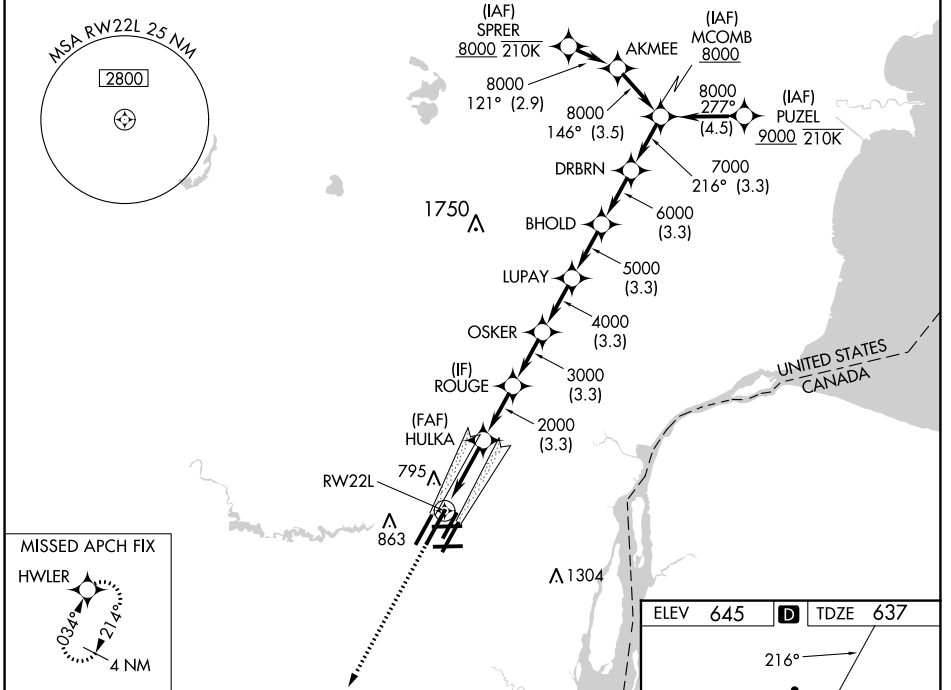 MSA RW22L 25 NM
2800
(IAF)
SPRER
8000 210K
AKMEE
(IAF)
MCOMB
8000
8000
121° (2.9)
8000
146° (3.5)
8000
277°
(4.5)
(IAF)
PUZEL
9000 210K
DRBRN
7000
216° (3.3)
1750
BHOLD
6000
(3.3)
LUPAY
5000
(3.3)
OSKER
4000
(3.3)
(IF)
ROUGE
3000
(3.3)
UNITED STATES
CANADA
(FAF)
HULKA
2000
(3.3)
795
RW22L
863
1304
MISSED APCH FIX
HWLER
034°
214°
4 NM
ELEV 645 D TDZE 637
216°